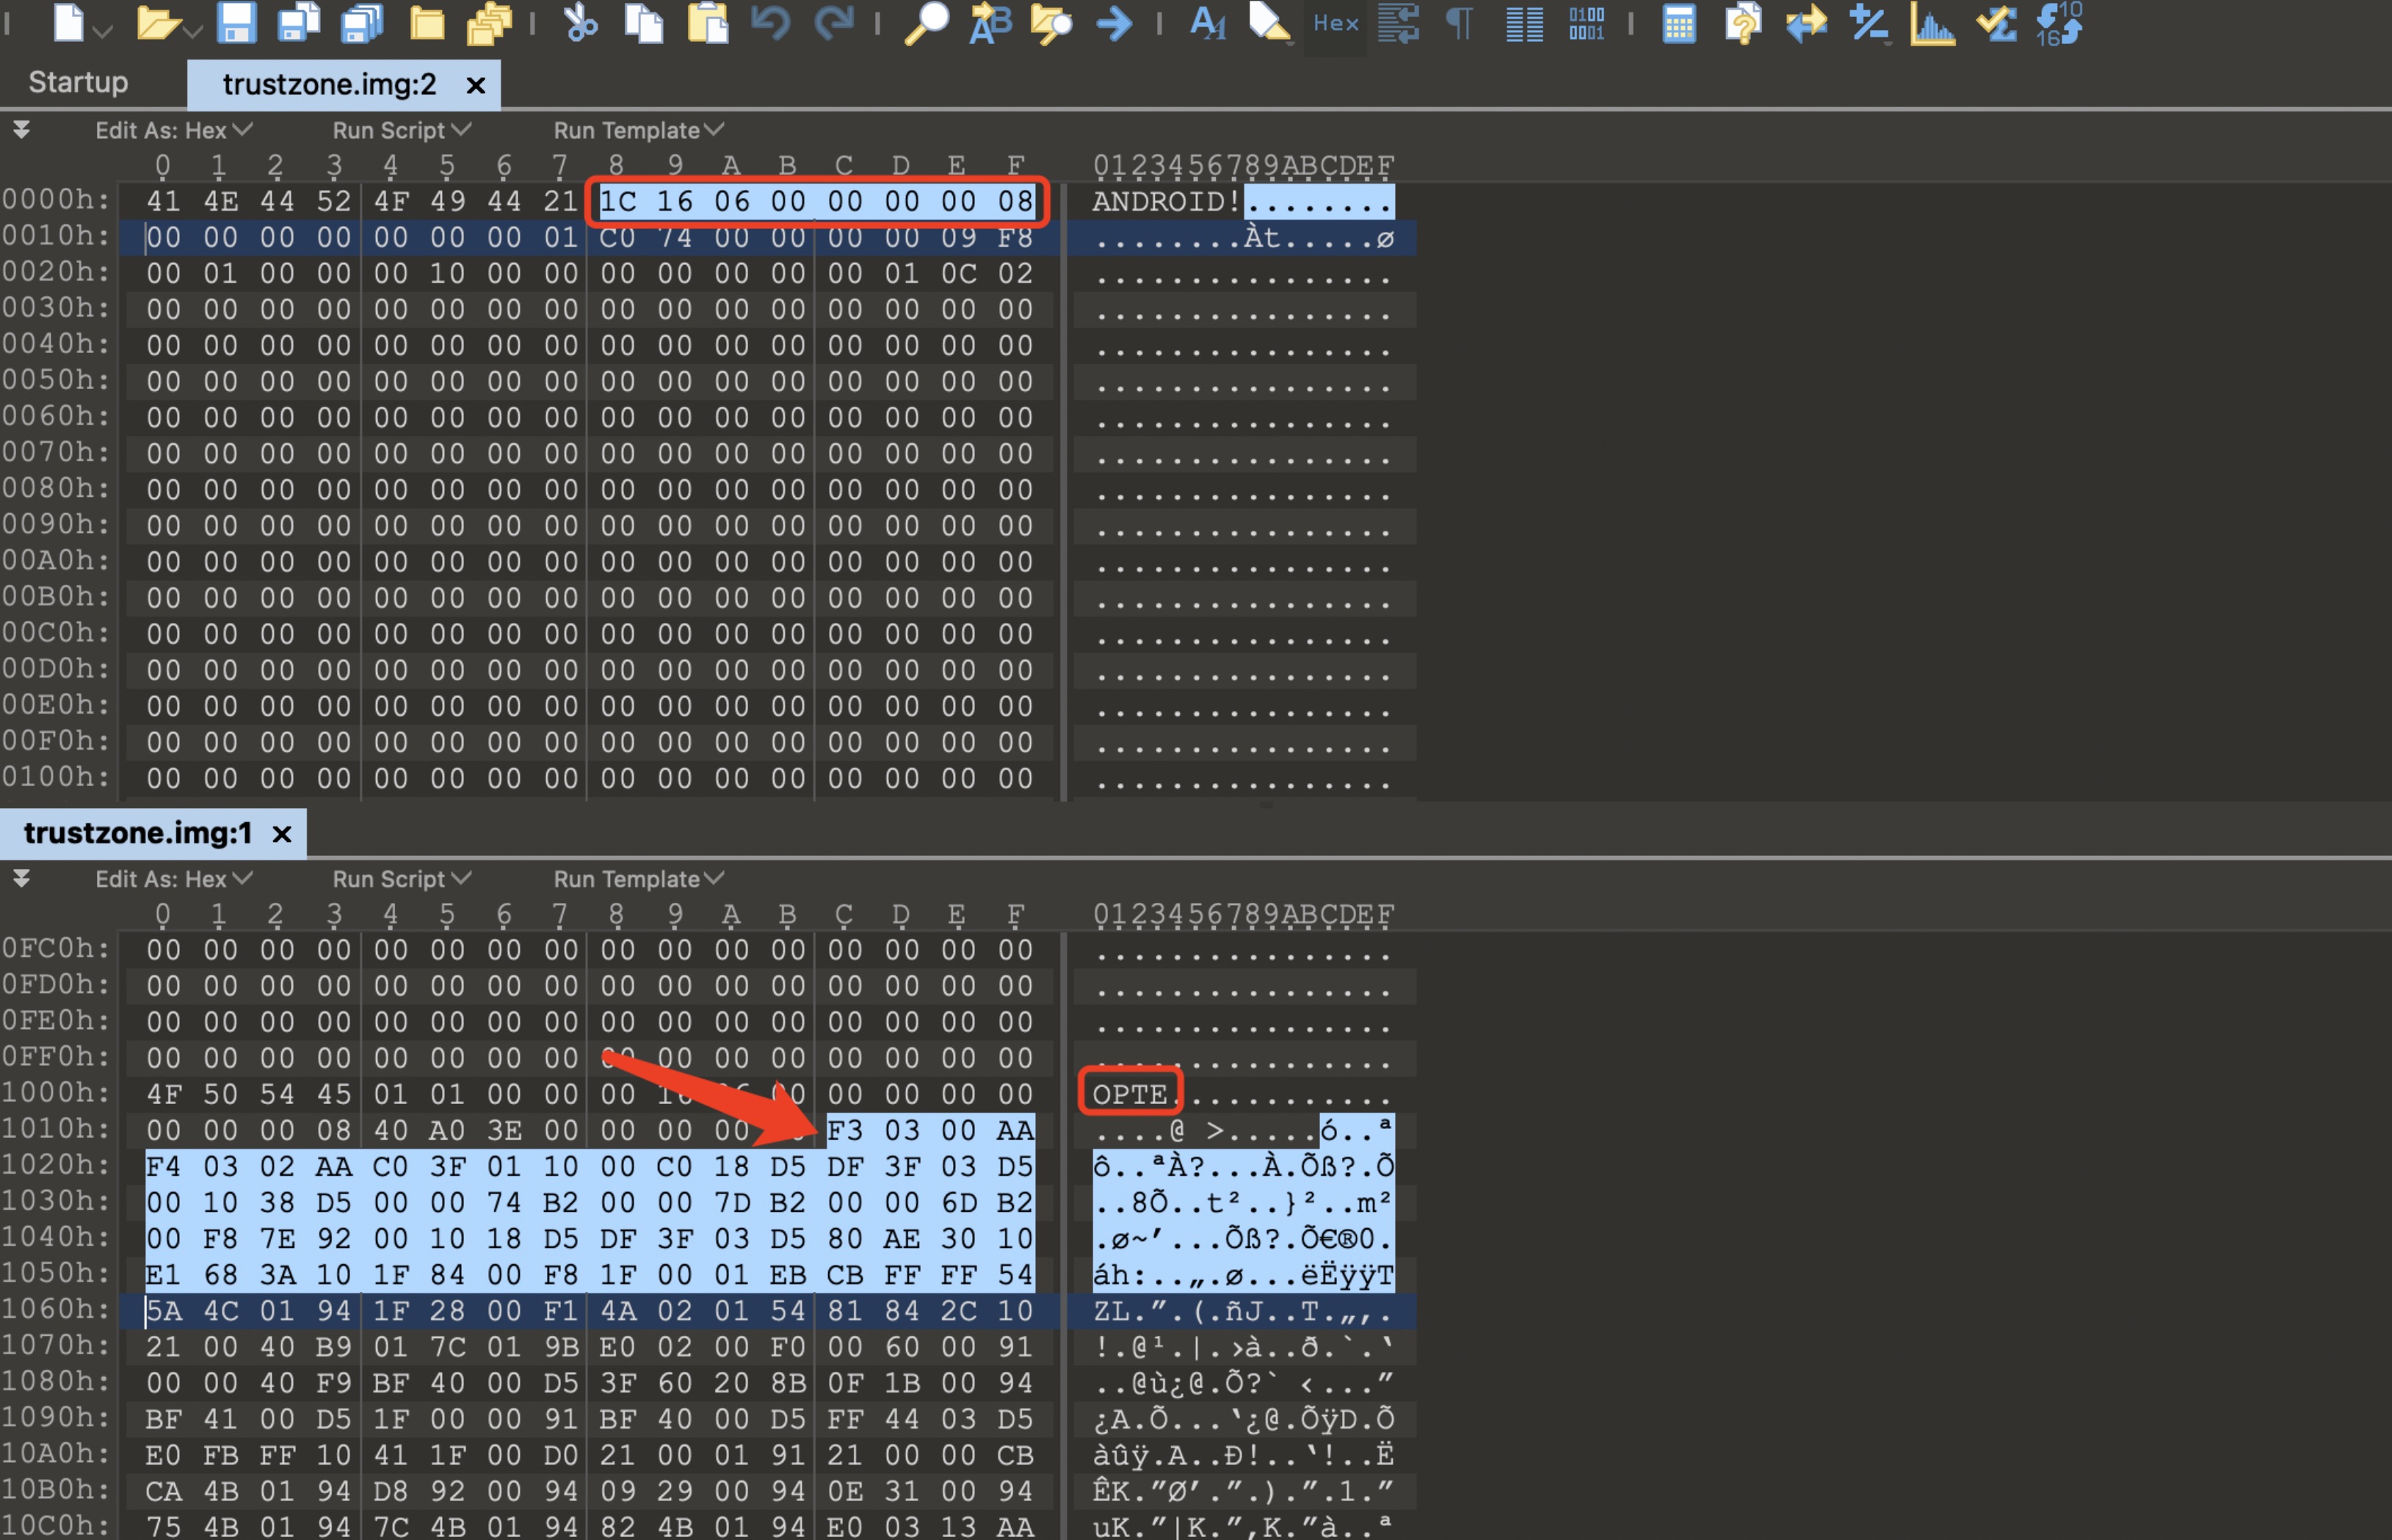 Hex
Startup
trustzone.img:2 ×
Edit As: Hex Run Script Run Template
0 1 2 3 4 5 6 7 8 9 A B C D E F 0123456789ABCDEF
0000h: 41 4E 44 52 4F 49 44 21 1C 16 06 00 00 00 00 08 ANDROID!........
0010h: 00 00 00 00 00 00 00 01 C0 74 00 00 00 00 09 F8 ........Àt.....ø
0020h: 00 01 00 00 00 10 00 00 00 00 00 00 00 01 0C 02 ................
0030h: 00 00 00 00 00 00 00 00 00 00 00 00 00 00 00 00 ................
0040h: 00 00 00 00 00 00 00 00 00 00 00 00 00 00 00 00 ................
0050h: 00 00 00 00 00 00 00 00 00 00 00 00 00 00 00 00 ................
0060h: 00 00 00 00 00 00 00 00 00 00 00 00 00 00 00 00 ................
0070h: 00 00 00 00 00 00 00 00 00 00 00 00 00 00 00 00 ................
0080h: 00 00 00 00 00 00 00 00 00 00 00 00 00 00 00 00 ................
0090h: 00 00 00 00 00 00 00 00 00 00 00 00 00 00 00 00 ................
00A0h: 00 00 00 00 00 00 00 00 00 00 00 00 00 00 00 00 ................
00B0h: 00 00 00 00 00 00 00 00 00 00 00 00 00 00 00 00 ................
00C0h: 00 00 00 00 00 00 00 00 00 00 00 00 00 00 00 00 ................
00D0h: 00 00 00 00 00 00 00 00 00 00 00 00 00 00 00 00 ................
00E0h: 00 00 00 00 00 00 00 00 00 00 00 00 00 00 00 00 ................
00F0h: 00 00 00 00 00 00 00 00 00 00 00 00 00 00 00 00 ................
0100h: 00 00 00 00 00 00 00 00 00 00 00 00 00 00 00 00 ................
trustzone.img:1 ×
Edit As: Hex Run Script Run Template
0 1 2 3 4 5 6 7 8 9 A B C D E F 0123456789ABCDEF
0FC0h: 00 00 00 00 00 00 00 00 00 00 00 00 00 00 00 00 ................
0FD0h: 00 00 00 00 00 00 00 00 00 00 00 00 00 00 00 00 ................
0FE0h: 00 00 00 00 00 00 00 00 00 00 00 00 00 00 00 00 ................
0FF0h: 00 00 00 00 00 00 00 00 00 00 00 00 00 00 00 00 ................
1000h: 4F 50 54 45 01 01 00 00 00 00 00 00 00 00 OPTE............
1010h: 00 00 00 08 40 A0 3E 00 00 00 00 F3 03 00 AA ....@ >.....ó..ª
1020h: F4 03 02 AA C0 3F 01 10 00 C0 18 D5 DF 3F 03 D5 ô..ªÀ?...À.Õß?.Õ
1030h: 00 10 38 D5 00 00 74 B2 00 00 7D B2 00 00 6D B2 ..8Õ..t²..}²..m²
1040h: 00 F8 7E 92 00 10 18 D5 DF 3F 03 D5 80 AE 30 10 .ø~’...Õß?.Õ€®0.
1050h: E1 68 3A 10 1F 84 00 F8 1F 00 01 EB CB FF FF 54 áh:..„.ø...ëËÿÿT
1060h: 5A 4C 01 94 1F 28 00 F1 4A 02 01 54 81 84 2C 10 ZL.”.(.ñJ..T.„,.
1070h: 21 00 40 B9 01 7C 01 9B E0 02 00 F0 00 60 00 91 !.@¹.|.›à..ð.`.‘
1080h: 00 00 40 F9 BF 40 00 D5 3F 60 20 8B 0F 1B 00 94 ..@ù¿@.Õ?` ‹...”
1090h: BF 41 00 D5 1F 00 00 91 BF 40 00 D5 FF 44 03 D5 ¿A.Õ...‘¿@.ÕÿD.Õ
10A0h: E0 FB FF 10 41 1F 00 D0 21 00 01 91 21 00 00 CB àûÿ.A..Ð!..‘!..Ë
10B0h: CA 4B 01 94 D8 92 00 94 09 29 00 94 0E 31 00 94 ÊK.”Ø’.”.).”.1.”
10C0h: 75 4B 01 94 7C 4B 01 94 82 4B 01 94 E0 03 13 AA uK.”|K.”‚K.”à..ª